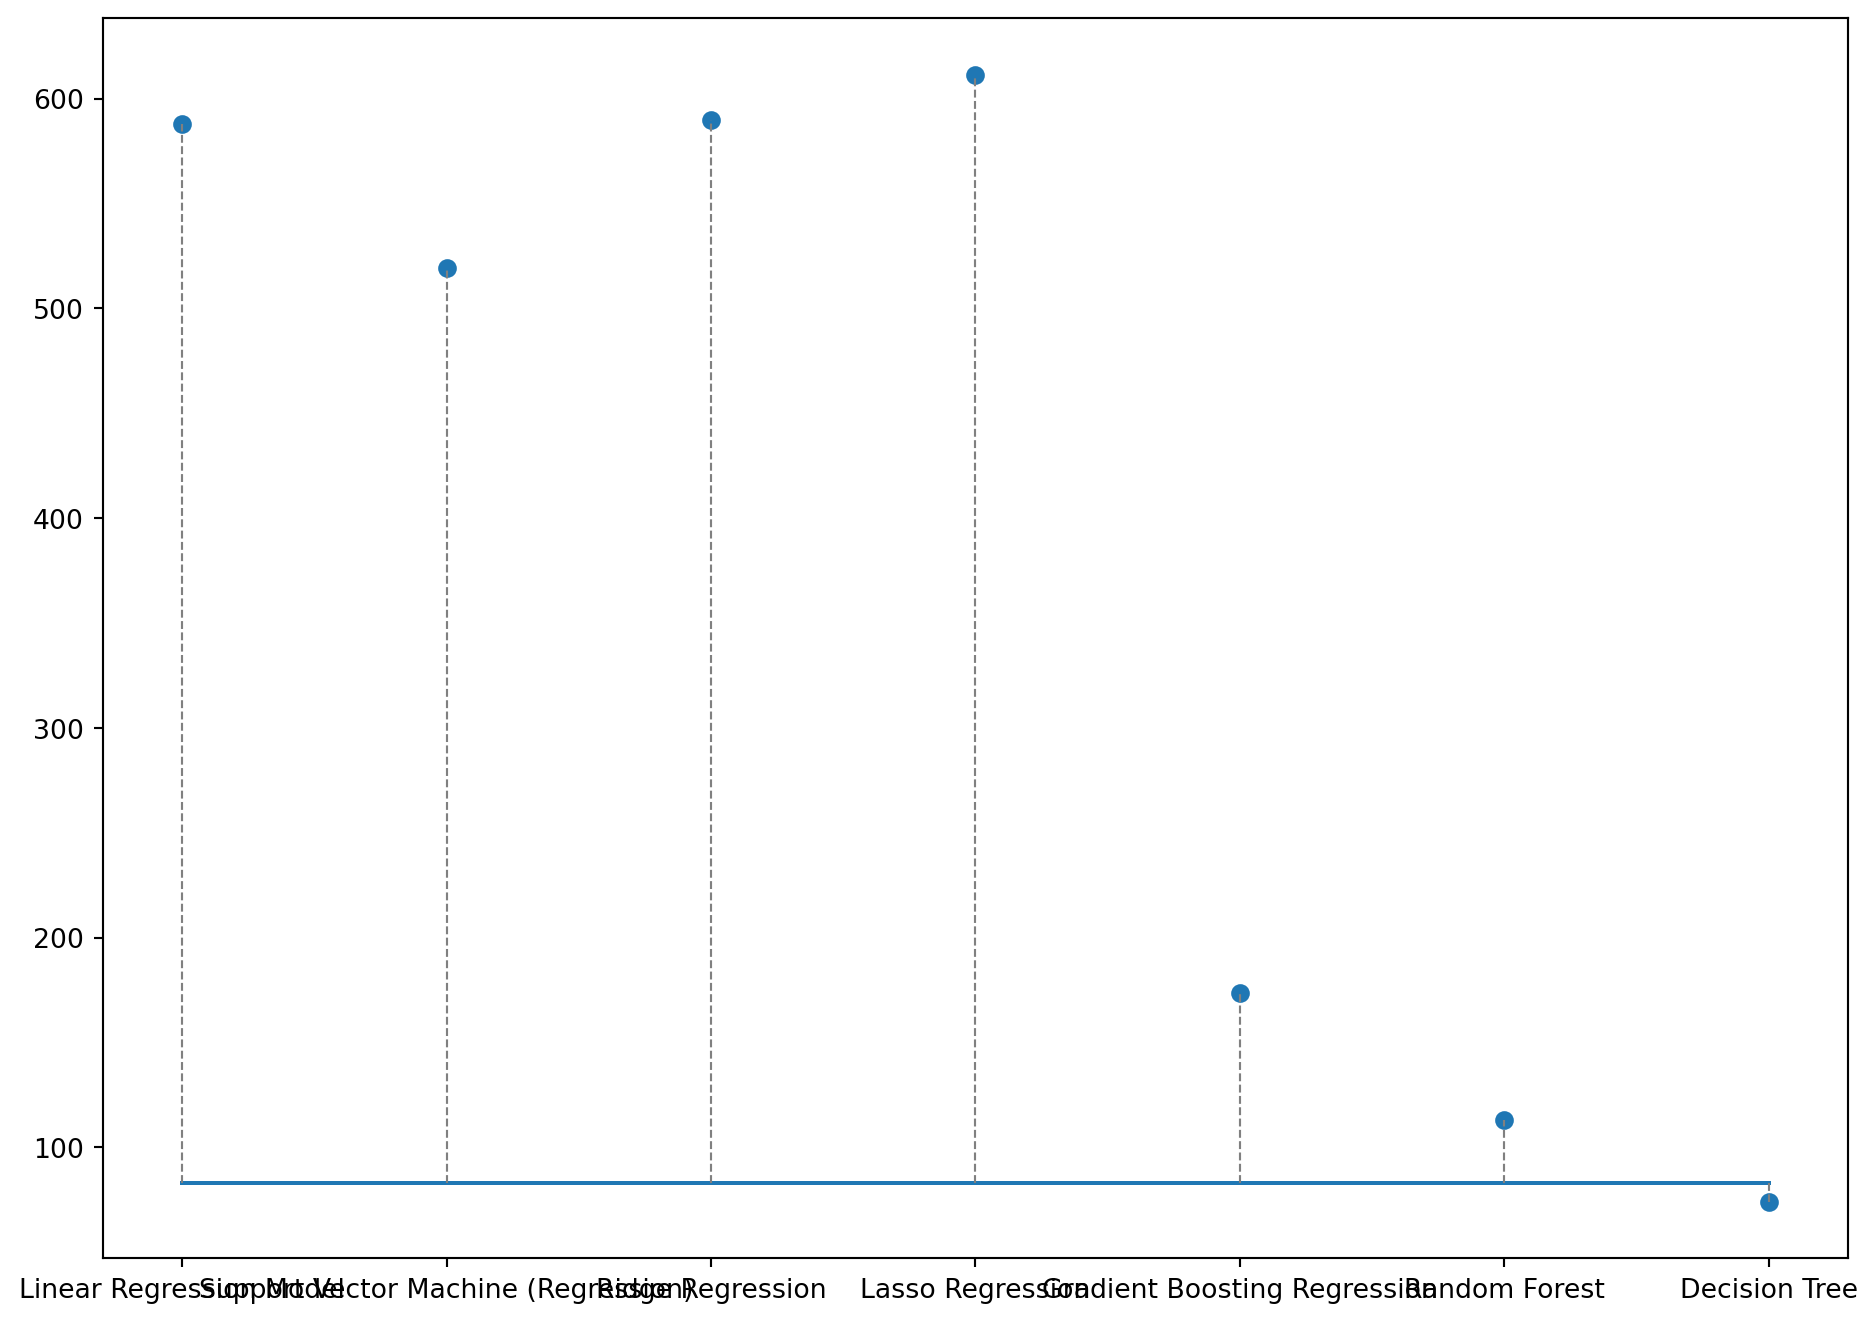 600
500
400
300
200
100
Linear Regression Model
Support Vector Machine (Regression)
Ridge Regression
Lasso Regression
Gradient Boosting Regression
Random Forest
Decision Tree